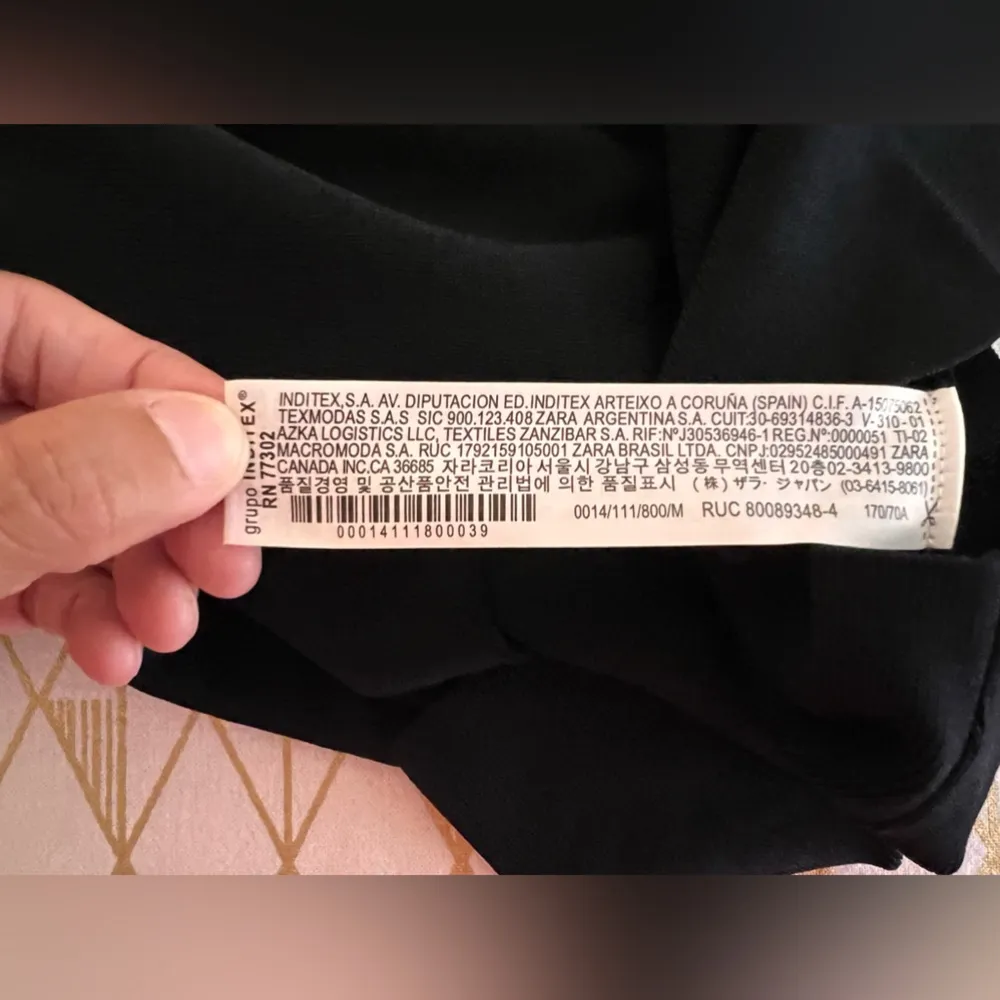 grupo INDITEX®
RN 77302
INDITEX,S.A. AV. DIPUTACION ED.INDITEX ARTEIXO A CORUÑA (SPAIN) C.I.F. A-15075062
TEXMODAS S.A.S SIC 900.123.408 ZARA ARGENTINA S.A. CUIT:30-69314836-3 V-310-01
AZKA LOGISTICS LLC, TEXTILES ZANZIBAR S.A. RIF:NºJ30536946-1 REG.Nº:0000051 TI-02
MACROMODA S.A. RUC 1792159105001 ZARA BRASIL LTDA. CNPJ:02952485000491 ZARA
CANADA INC.CA 36685 자라코리아 서울시 강남구 삼성동 무역센터 20층02-3413-9800
품질경영 및 공산품안전 관리법에 의한 품질표시 (株) ザラ・ジャパン (03-6415-8061)
0014/111/800/M RUC 80089348-4 170/70A
00014111800039